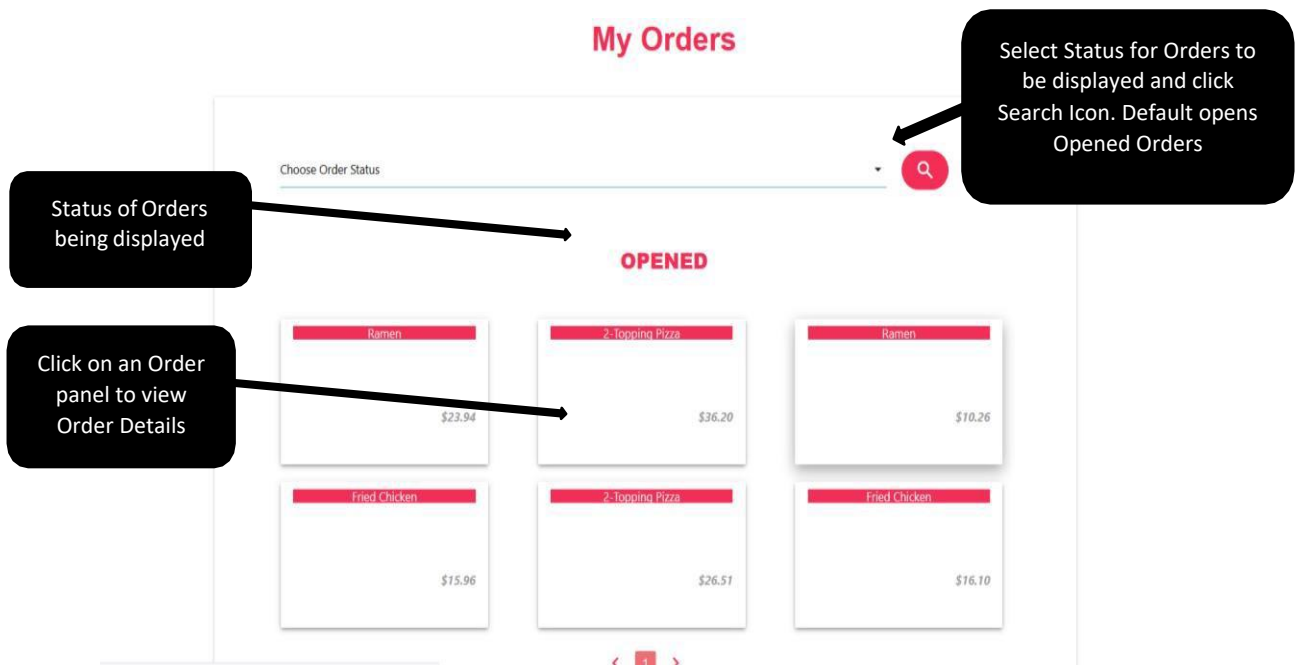 My Orders
Select Status for Orders to
be displayed and click
Search Icon. Default opens
Opened Orders
Choose Order Status
Status of Orders
being displayed
OPENED
Ramen
2-Topping Pizza
Ramen
Click on an Order
panel to view
Order Details
$23.94
$36.20
$10.26
Fried Chicken
2-Topping Pizza
Fried Chicken
$15.96
$26.51
$16.10
1